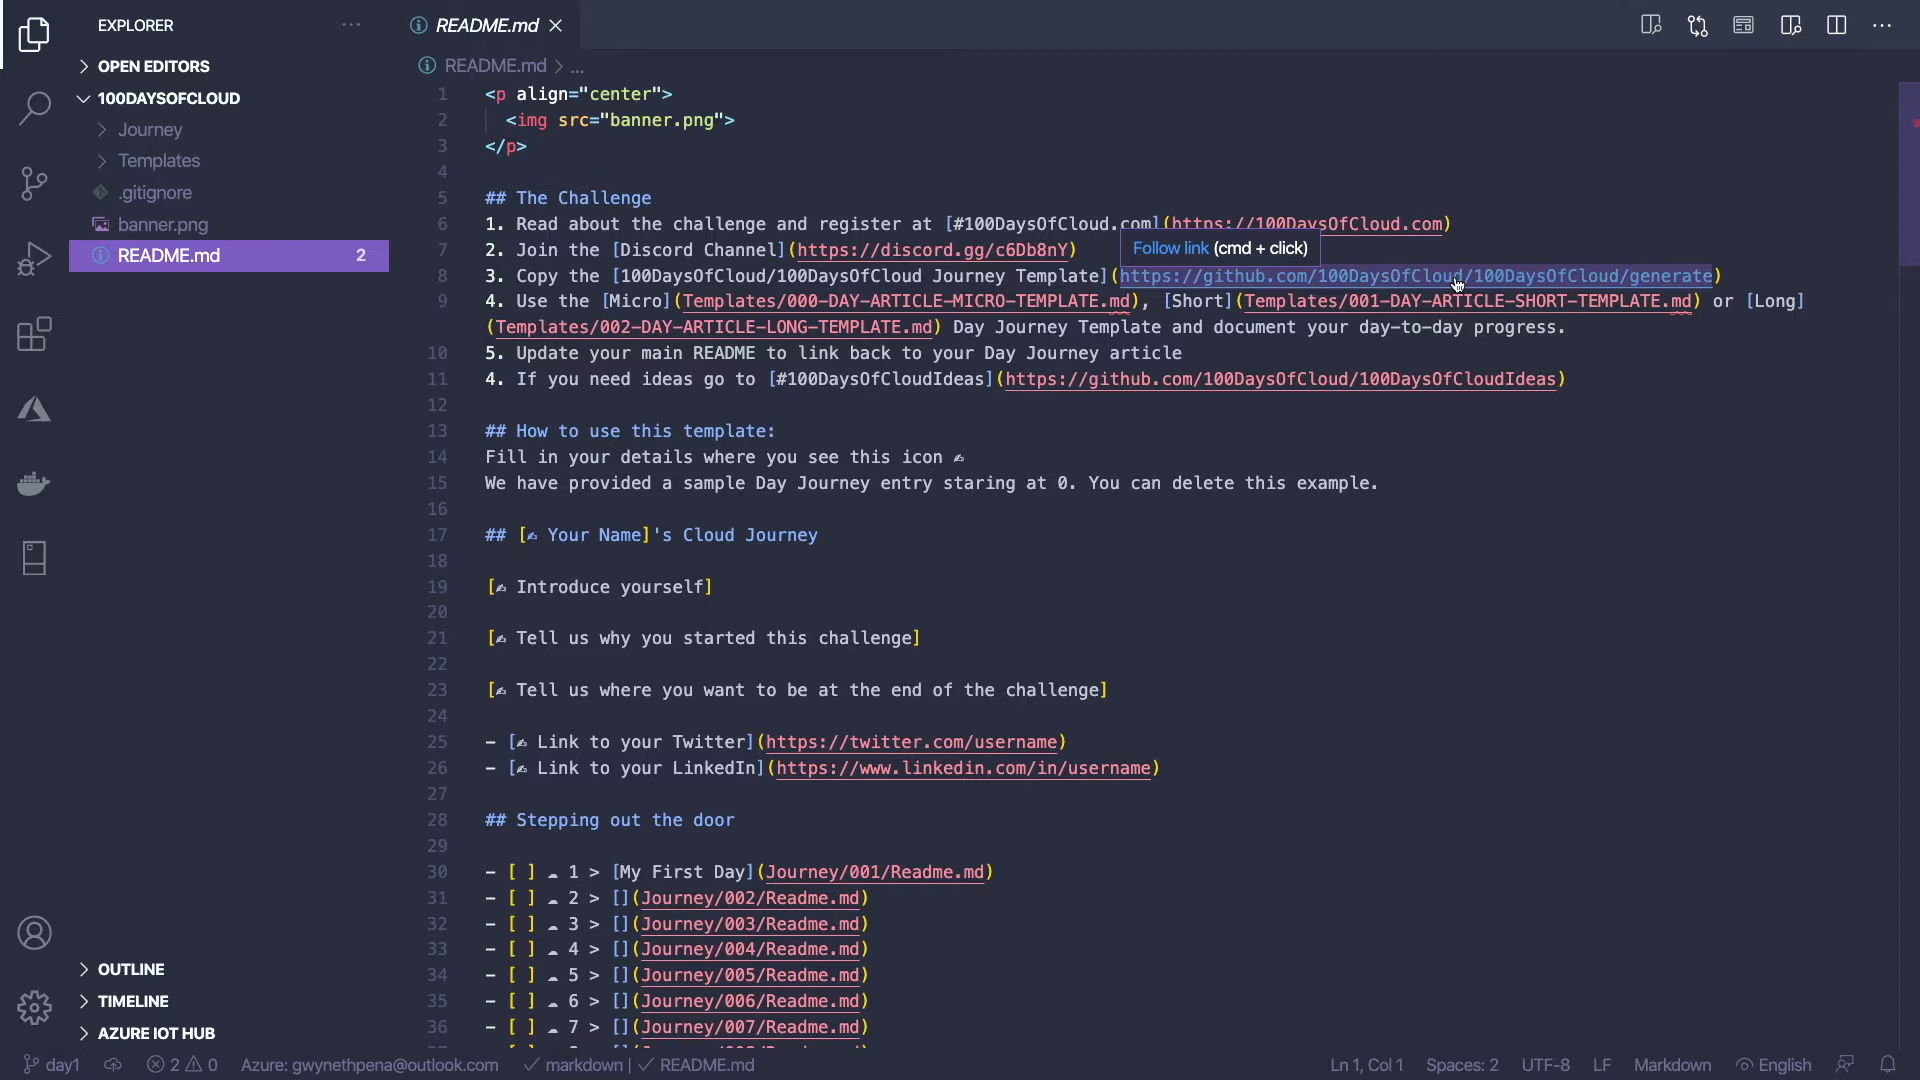 EXPLORER
README.md
OPEN EDITORS
100DAYSOFCLOUD
Journey
Templates
.gitignore
banner.png
README.md 2
OUTLINE
TIMELINE
AZURE IOT HUB
README.md > ...
1 <p align="center">
2 <img src="banner.png">
3 </p>
4
5 ## The Challenge
6 1. Read about the challenge and register at [#100DaysOfCloud.com](https://100DaysOfCloud.com)
7 2. Join the [Discord Channel](https://discord.gg/c6Db8nY)
Follow link (cmd + click)
8 3. Copy the [100DaysOfCloud/100DaysOfCloud Journey Template](https://github.com/100DaysOfCloud/100DaysOfCloud/generate)
9 4. Use the [Micro](Templates/000-DAY-ARTICLE-MICRO-TEMPLATE.md), [Short](Templates/001-DAY-ARTICLE-SHORT-TEMPLATE.md) or [Long]
(Templates/002-DAY-ARTICLE-LONG-TEMPLATE.md) Day Journey Template and document your day-to-day progress.
10 5. Update your main README to link back to your Day Journey article
11 4. If you need ideas go to [#100DaysOfCloudIdeas](https://github.com/100DaysOfCloud/100DaysOfCloudIdeas)
12
13 ## How to use this template:
14 Fill in your details where you see this icon ✍️
15 We have provided a sample Day Journey entry staring at 0. You can delete this example.
16
17 ## [✍️ Your Name]'s Cloud Journey
18
19 [✍️ Introduce yourself]
20
21 [✍️ Tell us why you started this challenge]
22
23 [✍️ Tell us where you want to be at the end of the challenge]
24
25 - [✍️ Link to your Twitter](https://twitter.com/username)
26 - [✍️ Link to your LinkedIn](https://www.linkedin.com/in/username)
27
28 ## Stepping out the door
29
30 - [ ] ☁️ 1 > [My First Day](Journey/001/Readme.md)
31 - [ ] ☁️ 2 > [](Journey/002/Readme.md)
32 - [ ] ☁️ 3 > [](Journey/003/Readme.md)
33 - [ ] ☁️ 4 > [](Journey/004/Readme.md)
34 - [ ] ☁️ 5 > [](Journey/005/Readme.md)
35 - [ ] ☁️ 6 > [](Journey/006/Readme.md)
36 - [ ] ☁️ 7 > [](Journey/007/Readme.md)
day1 2 0 Azure: gwynethpena@outlook.com markdown | README.md Ln 1, Col 1 Spaces: 2 UTF-8 LF Markdown English